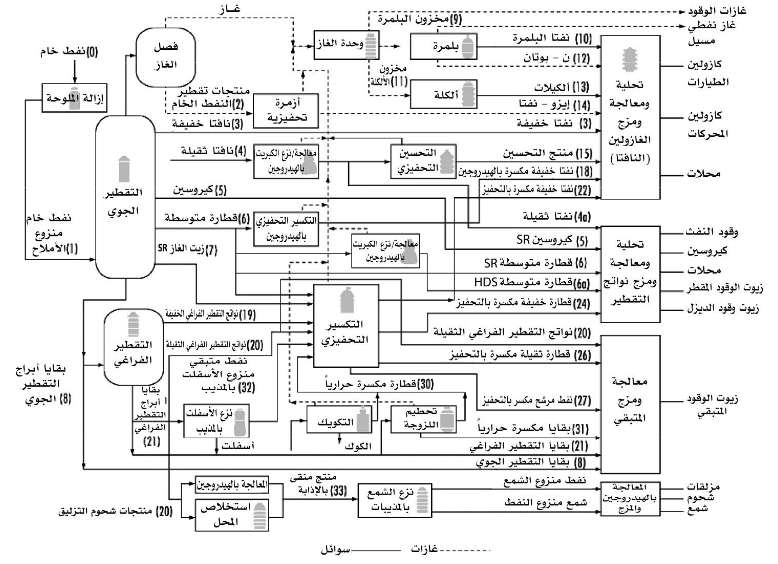 غـاز
غازات الوقود
غاز نفطي
مسيل
(9) مخزون البلمرة
فصل
الغاز
وحدة الغاز
بلمرة
(10) نفتا البلمرة
(12) ن - بوتان
كازولين
الطيارات
(0) نفط خام
إزالة الملوحة
مخزون
الألكلة (11)
ألكلة
(13) ألكيلات
(14) إيزو - نفتا
(3) نفتا خفيفة
تحلية
ومعالجة
ومزج
الغازولين
(النافتا)
كازولين
المحركات
محلات
منتجات تقطير
(2) النفط الخام
أزمرة
تحفيزية
(3) نافتا خفيفة
(4) نافتا ثقيلة
معالجة/نزع الكبريت
بالهيدروجين
التحسين
التحفيزي
(15) منتج التحسين
(18) نفتا خفيفة مكسرة بالهيدروجين
(22) نفتا خفيفة مكسرة بالتحفيز
التقطير
الجوي
(5) كيروسين
(6) قطارة متوسطة
(7) زيت الغاز SR
نفط خام
منزوع
الأملاح (1)
التكسير التحفيزي
بالهيدروجين
معالجة/نزع الكبريت
بالهيدروجين
(4a) نفتا ثقيلة
(5) كيروسين SR
(6) قطارة متوسطة SR
(6a) قطارة متوسطة HDS
(24) قطارة خفيفة مكسرة بالتحفيز
تحلية
ومعالجة
ومزج نواتج
التقطير
وقود النفث
كيروسين
محلات
زيوت الوقود المقطر
زيوت وقود الديزل
التكسير
التحفيزي
التقطير
الفراغي
(19) نواتج التقطير الفراغي الخفيفة
(20) نواتج التقطير الفراغي الثقيلة
نفط متبقي
منزوع الأسفلت
بالمذيب (32)
(20) نواتج التقطير الفراغي الثقيلة
(26) قطارة ثقيلة مكسرة بالتحفيز
(27) نفط مرشح مكسر بالتحفيز
(31) بقايا مكسرة حرارياً
(21) بقايا التقطير الفراغي
(8) بقايا التقطير الجوي
معالجة
ومزج
المتبقي
زيوت الوقود
المتبقي
بقايا أبراج
التقطير
الجوي (8)
بقايا
أبراج
التقطير
الفراغي
(21)
نزع الأسفلت
بالمذيب
أسفلت
(30) قطارة مكسرة حرارياً
التكويك
الكوك
تحطيم
اللزوجة
المعالجة بالهيدروجين
استخلاص
المحل
(20) منتجات شحوم التزليق
منتج منقى
بالإذابة (33)
نزع الشمع
بالمذيبات
نفط منزوع الشمع
شمع منزوع النفط
المعالجة
بالهيدروجين
والمزج
مزلقات
شحوم
شمع
غازات
سوائل